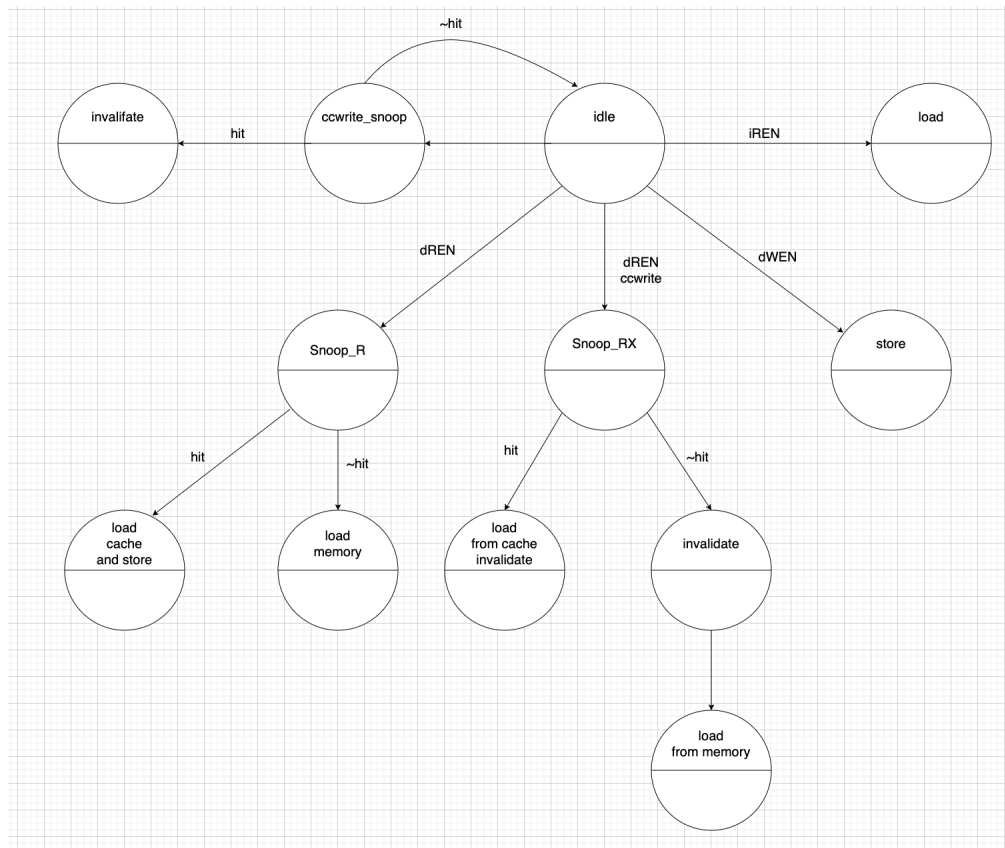 ~hit
invalifate
ccwrite_snoop
idle
load
hit
iREN
dREN
dREN
ccwrite
dWEN
Snoop_R
Snoop_RX
store
hit
~hit
hit
~hit
load
cache
and store
load
memory
load
from cache
invalidate
invalidate
load
from memory